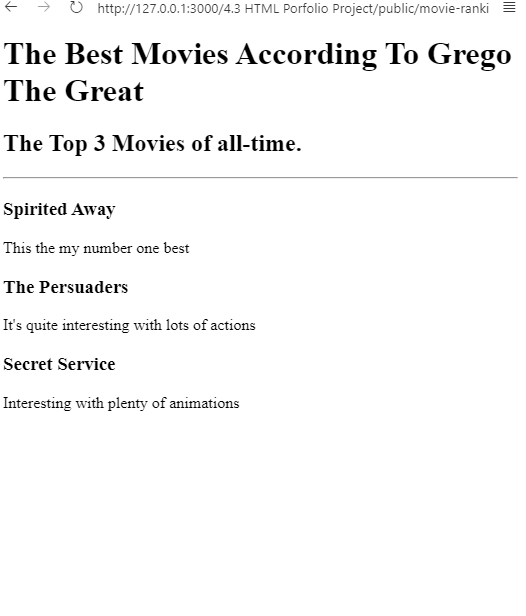 http://127.0.0.1:3000/4.3 HTML Porfolio Project/public/movie-ranki
The Best Movies According To Grego
The Great
The Top 3 Movies of all-time.
Spirited Away
This the my number one best
The Persuaders
It's quite interesting with lots of actions
Secret Service
Interesting with plenty of animations